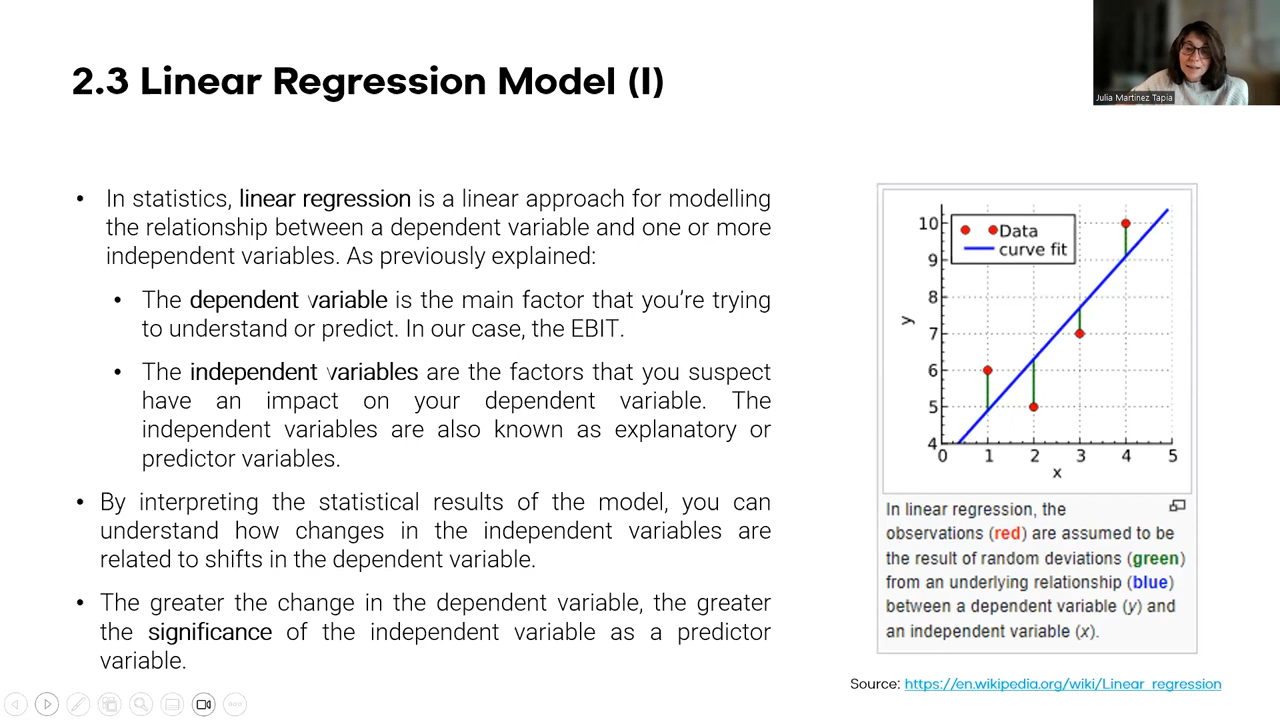 2.3 Linear Regression Model (I)
Julia Martinez Tapia
• In statistics, linear regression is a linear approach for modelling
the relationship between a dependent variable and one or more
independent variables. As previously explained:
• The dependent variable is the main factor that you're trying
to understand or predict. In our case, the EBIT.
• The independent variables are the factors that you suspect
have an impact on your dependent variable. The
independent variables are also known as explanatory or
predictor variables.
• By interpreting the statistical results of the model, you can
understand how changes in the independent variables are
related to shifts in the dependent variable.
• The greater the change in the dependent variable, the greater
the significance of the independent variable as a predictor
variable.
Data
curve fit
10
9
8
7
6
5
4
y
0 1 2 3 4 5
x
In linear regression, the
observations (red) are assumed to be
the result of random deviations (green)
from an underlying relationship (blue)
between a dependent variable (y) and
an independent variable (x).
Source: https://en.wikipedia.org/wiki/Linear_regression